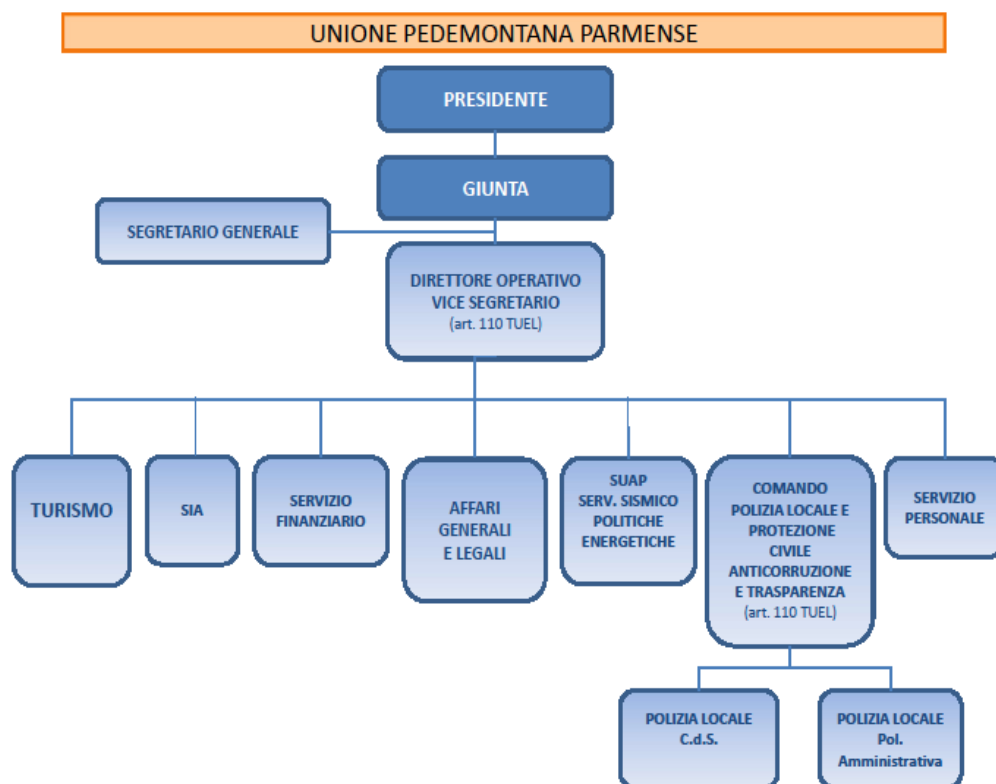 UNIONE PEDEMONTANA PARMENSE
PRESIDENTE
GIUNTA
SEGRETARIO GENERALE
DIRETTORE OPERATIVO
VICE SEGRETARIO
(art. 110 TUEL)
TURISMO
SIA
SERVIZIO
FINANZIARIO
AFFARI
GENERALI
E LEGALI
SUAP
SERV. SISMICO
POLITICHE
ENERGETICHE
COMANDO
POLIZIA LOCALE E
PROTEZIONE
CIVILE
ANTICORRUZIONE
E TRASPARENZA
(art. 110 TUEL)
SERVIZIO
PERSONALE
POLIZIA LOCALE
C.d.S.
POLIZIA LOCALE
Pol.
Amministrativa